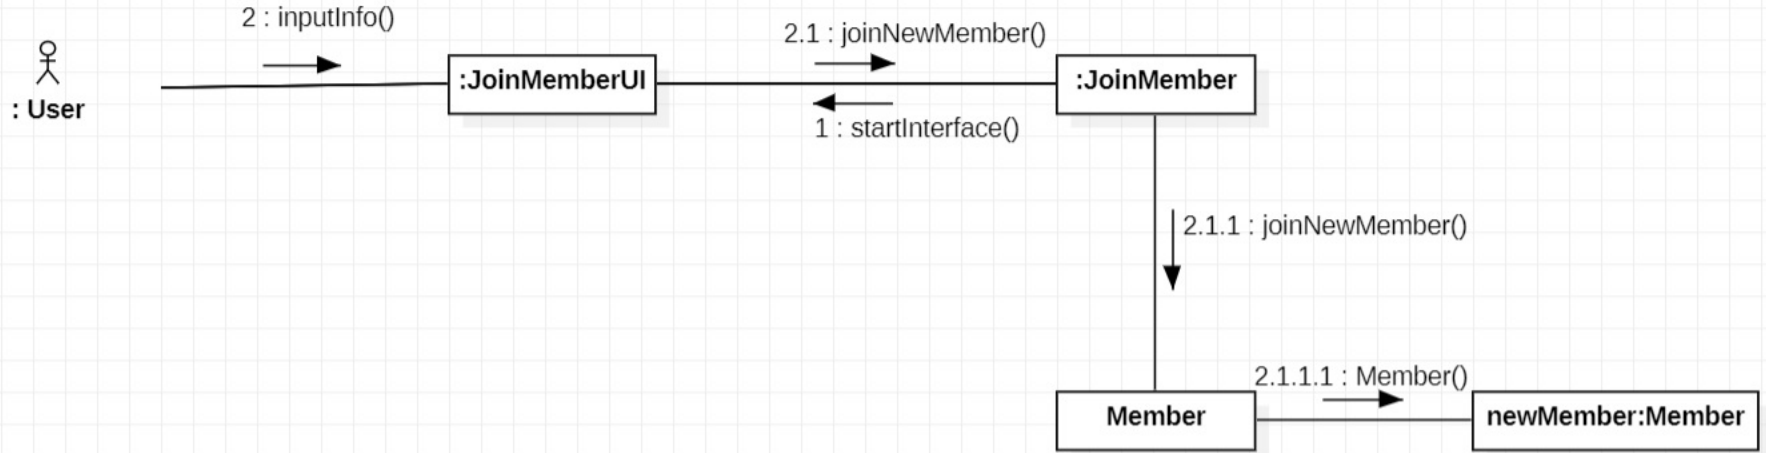 2 : inputInfo()
2.1 : joinNewMember()
: User
:JoinMemberUI
:JoinMember
1 : startInterface()
2.1.1 : joinNewMember()
2.1.1.1 : Member()
Member
newMember:Member